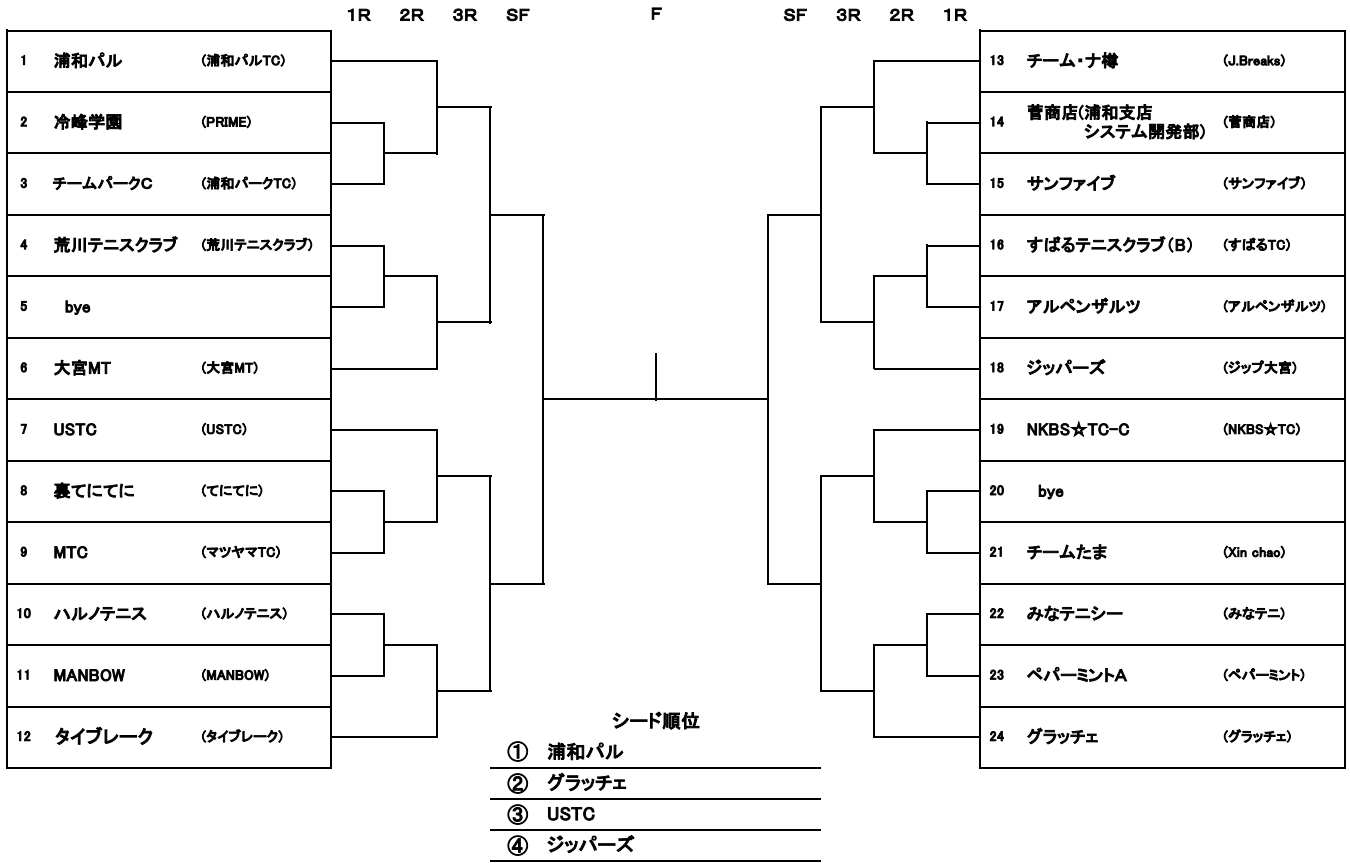 1R 2R 3R SF F SF 3R 2R 1R
1 浦和パル (浦和パルTC)
2 冷峰学園 (PRIME)
3 チームパークC (浦和パークTC)
4 荒川テニスクラブ (荒川テニスクラブ)
5 bye
6 大宮MT (大宮MT)
7 USTC (USTC)
8 裏てにてに (てにてに)
9 MTC (マツヤマTC)
10 ハルノテニス (ハルノテニス)
11 MANBOW (MANBOW)
12 タイブレーク (タイブレーク)
13 チーム・ナ樽 (J.Breaks)
14 菅商店(浦和支店
システム開発部) (菅商店)
15 サンファイブ (サンファイブ)
16 すばるテニスクラブ(B) (すばるTC)
17 アルペンザルツ (アルペンザルツ)
18 ジッパーズ (ジップ大宮)
19 NKBS☆TC-C (NKBS☆TC)
20 bye
21 チームたま (Xin chao)
22 みなテニシー (みなテニ)
23 ペパーミントA (ペパーミント)
24 グラッチェ (グラッチェ)
シード順位
① 浦和パル
② グラッチェ
③ USTC
④ ジッパーズ